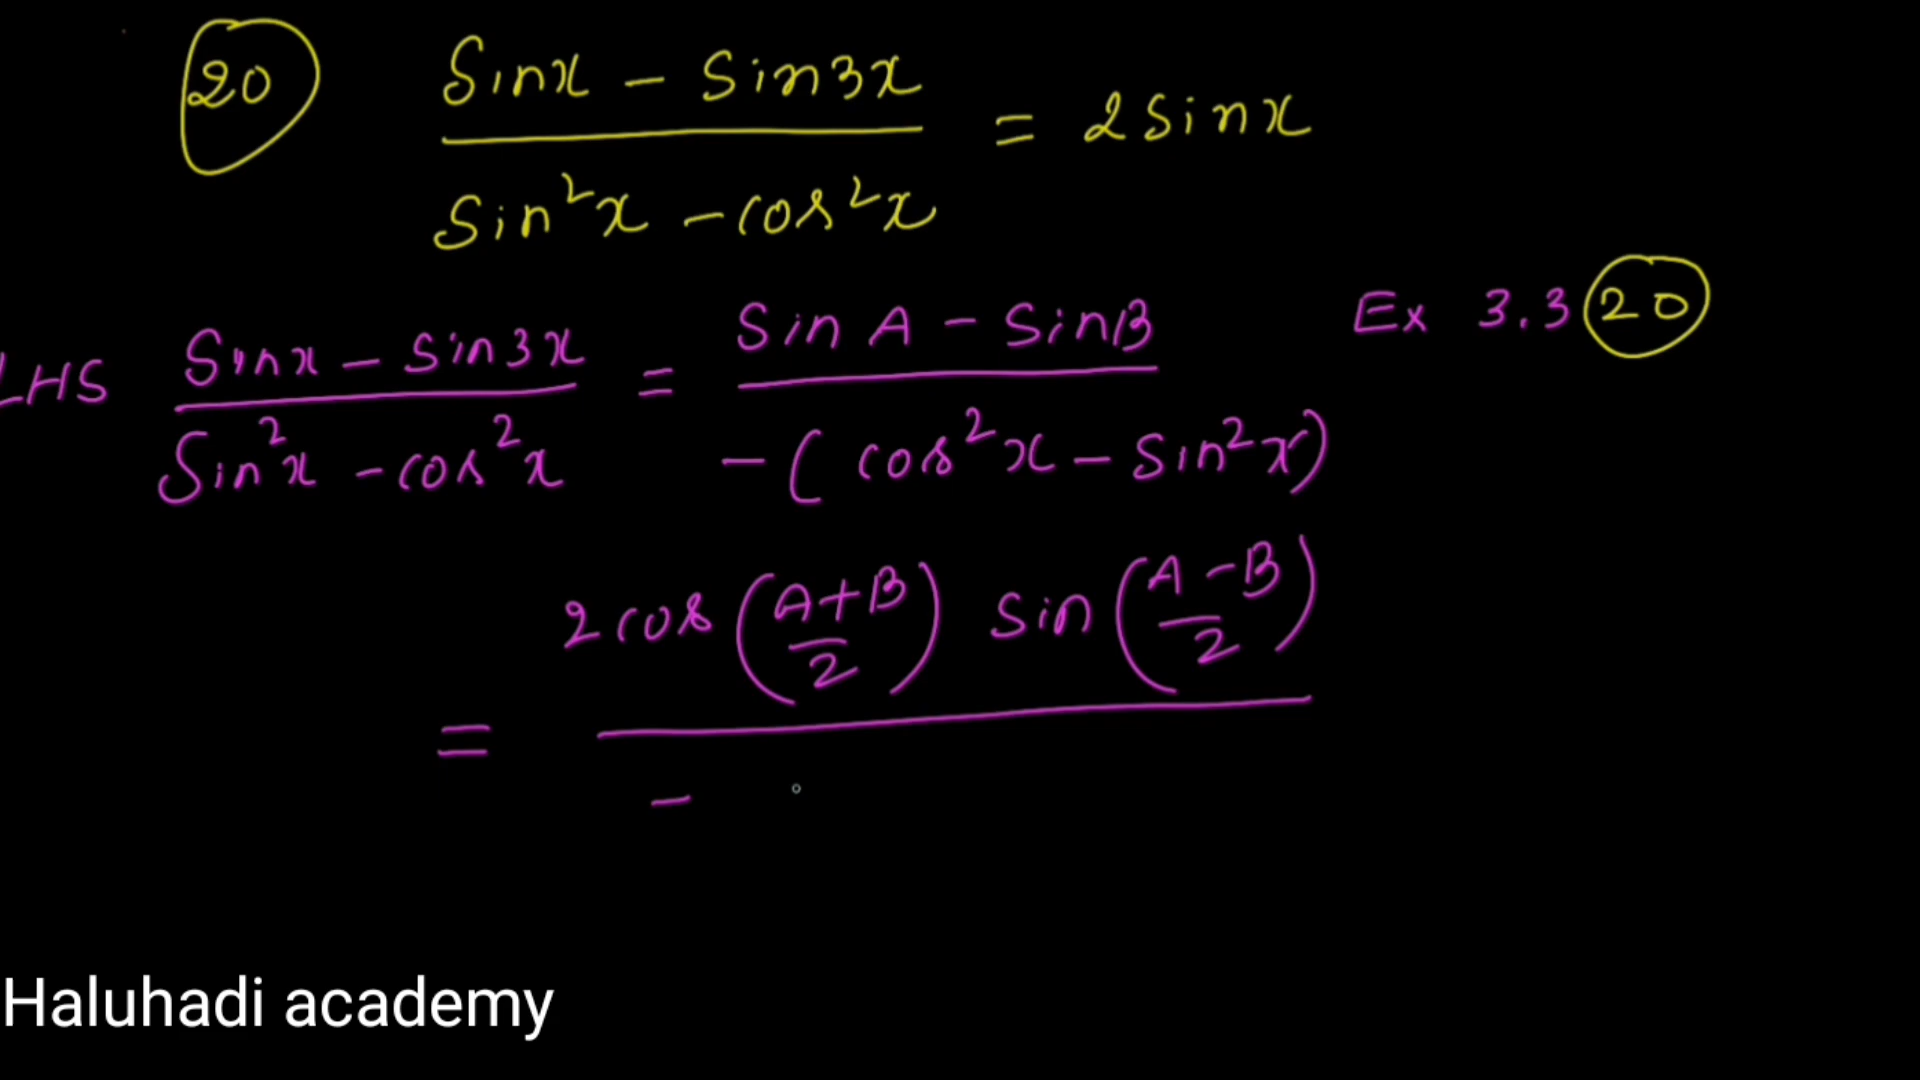 20 sinx - sin3x / sin²x - cos²x = 2sinx
Ex 3.3 20
LHS sinx - sin3x / sin²x - cos²x = sin A - sinB / -(cos²x - sin²x)
= 2cos(A+B/2) sin(A-B/2) / -
Haluhadi academy